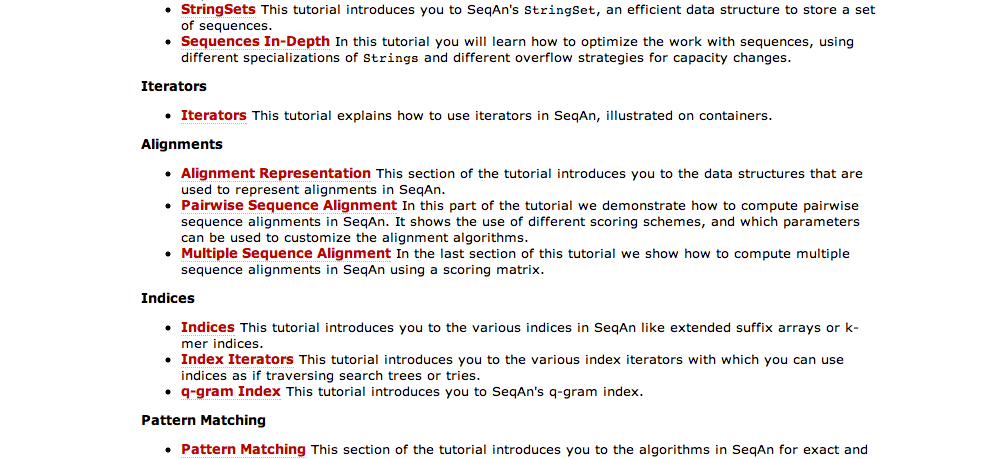 StringSets This tutorial introduces you to SeqAn's StringSet, an efficient data structure to store a set
of sequences.
Sequences In-Depth In this tutorial you will learn how to optimize the work with sequences, using
different specializations of Strings and different overflow strategies for capacity changes.
Iterators
Iterators This tutorial explains how to use iterators in SeqAn, illustrated on containers.
Alignments
Alignment Representation This section of the tutorial introduces you to the data structures that are
used to represent alignments in SeqAn.
Pairwise Sequence Alignment In this part of the tutorial we demonstrate how to compute pairwise
sequence alignments in SeqAn. It shows the use of different scoring schemes, and which parameters
can be used to customize the alignment algorithms.
Multiple Sequence Alignment In the last section of this tutorial we show how to compute multiple
sequence alignments in SeqAn using a scoring matrix.
Indices
Indices This tutorial introduces you to the various indices in SeqAn like extended suffix arrays or k-
mer indices.
Index Iterators This tutorial introduces you to the various index iterators with which you can use
indices as if traversing search trees or tries.
q-gram Index This tutorial introduces you to SeqAn's q-gram index.
Pattern Matching
Pattern Matching This section of the tutorial introduces you to the algorithms in SeqAn for exact and